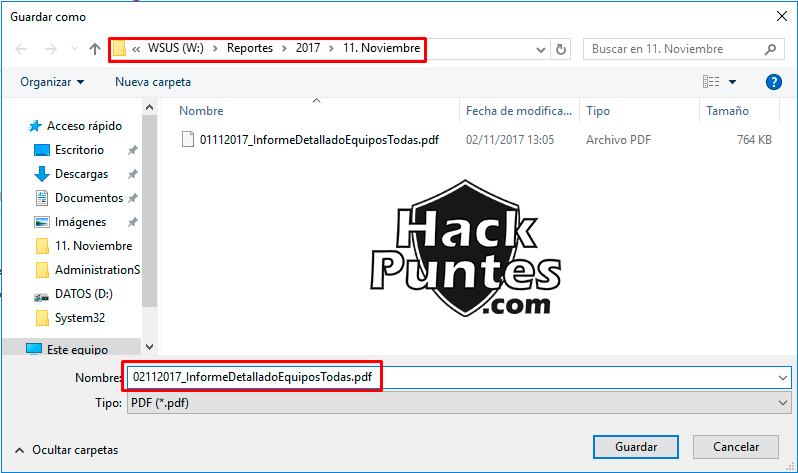 Guardar como
« WSUS (W:) > Reportes > 2017 > 11. Noviembre
Buscar en 11. Noviembre
Organizar
Nueva carpeta
Nombre
Fecha de modifica...
Tipo
Tamaño
Acceso rápido
Escritorio
Descargas
Documentos
Imágenes
11. Noviembre
AdministrationS
DATOS (D:)
System32
Este equipo
01112017_InformeDetalladoEquiposTodas.pdf
02/11/2017 13:05
Archivo PDF
764 KB
Hack
Puntes
.com
Nombre: 02112017_InformeDetalladoEquiposTodas.pdf
Tipo: PDF (*.pdf)
Ocultar carpetas
Guardar
Cancelar